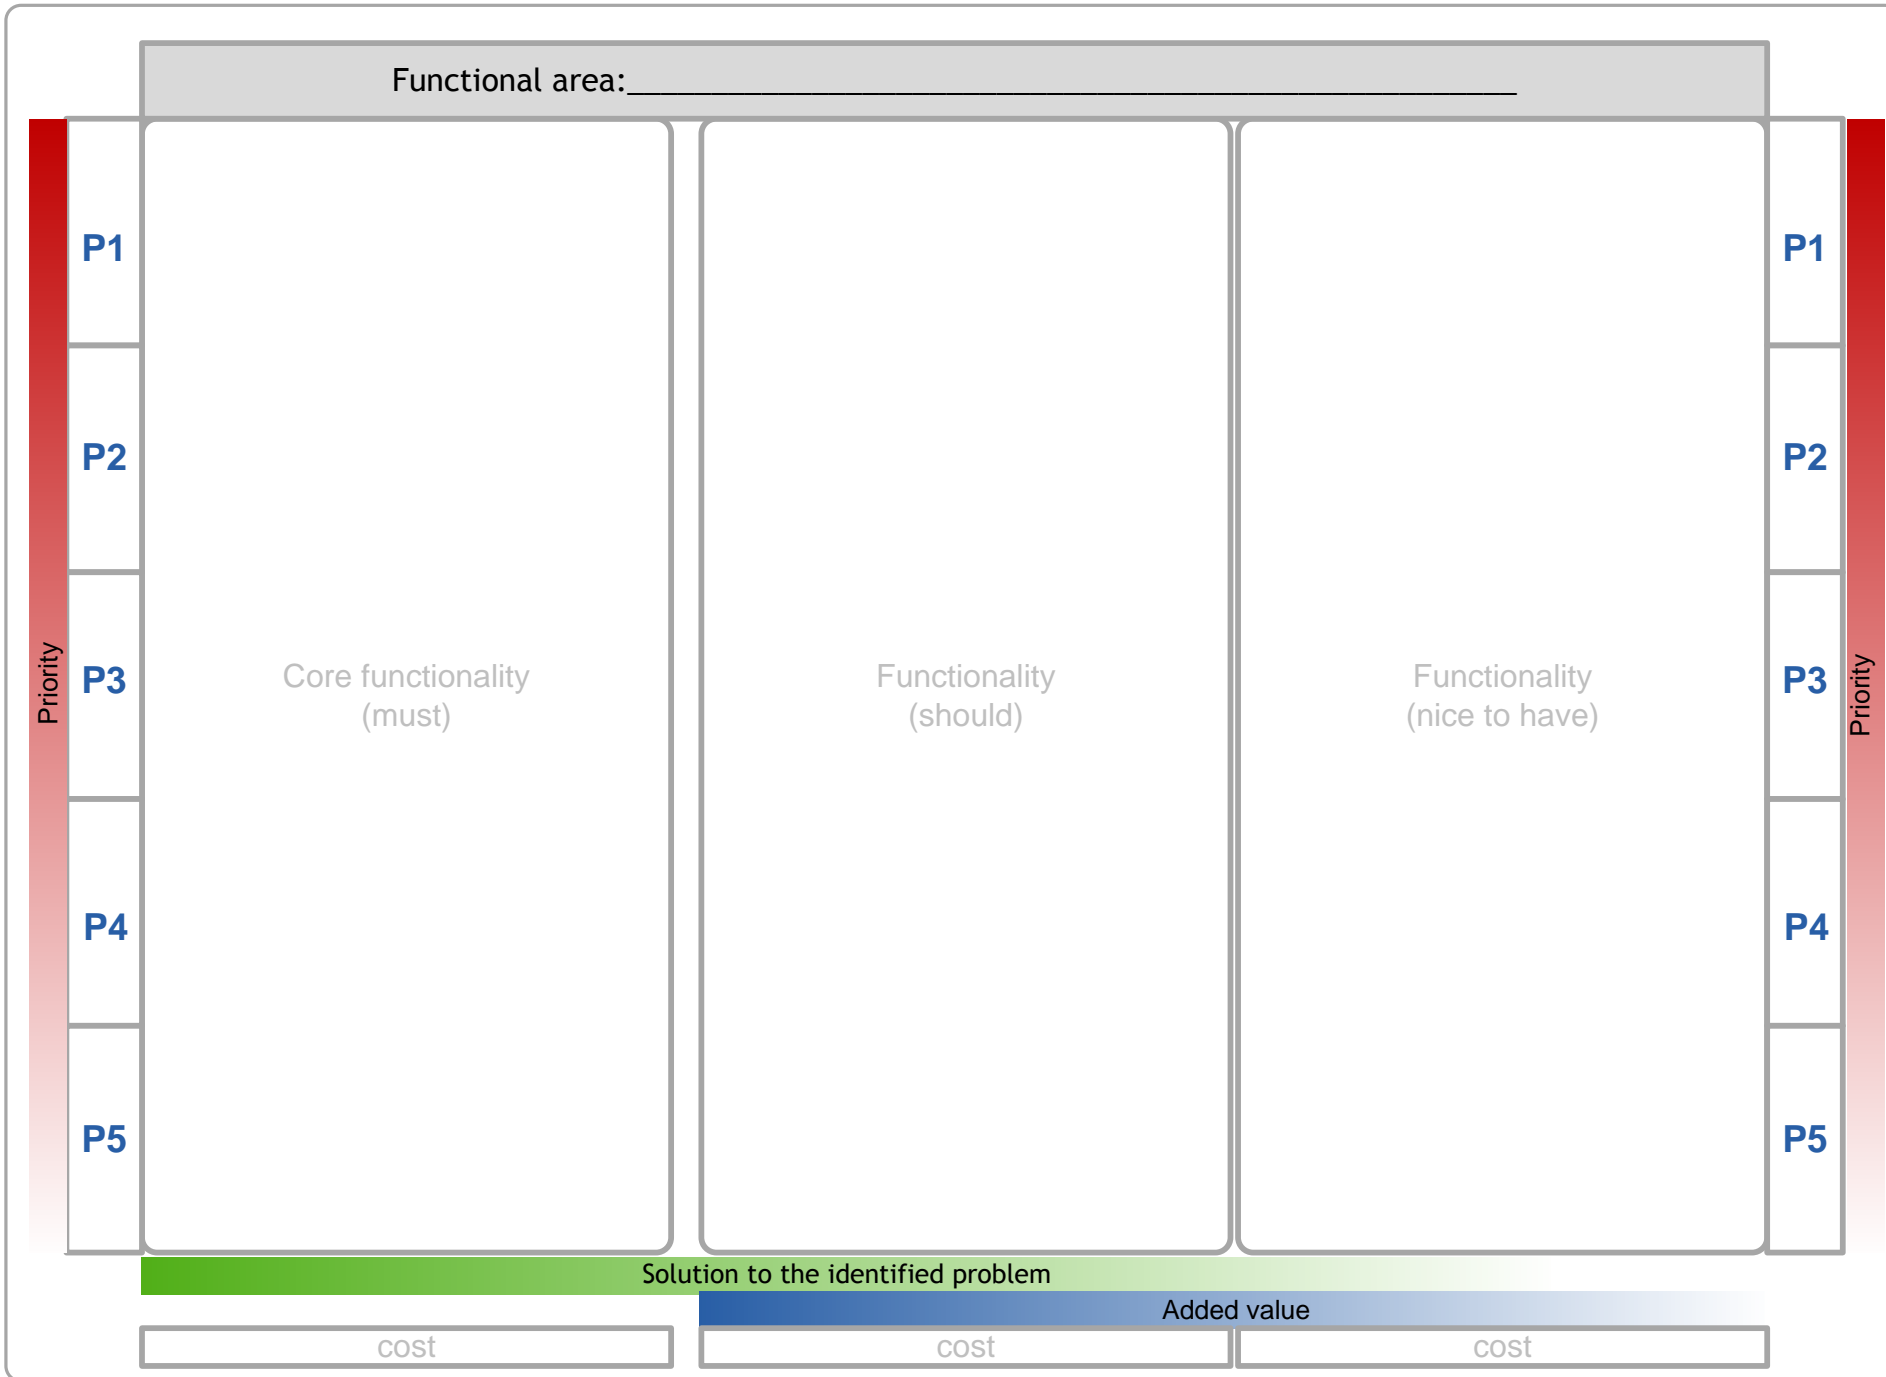 Functional area:______________________________________________________
P1
P1
P2
P2
Priority
P3
Core functionality
(must)
Functionality
(should)
Functionality
(nice to have)
P3
Priority
P4
P4
P5
P5
Solution to the identified problem
Added value
cost
cost
cost